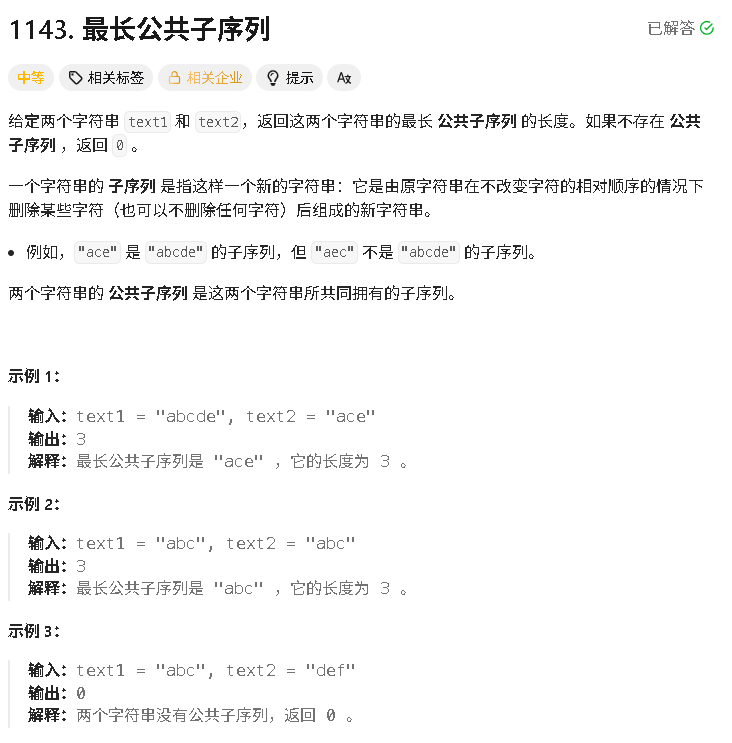 1143. 最长公共子序列
已解答
中等 相关标签 相关企业 提示 Aあ
给定两个字符串 text1 和 text2，返回这两个字符串的最长 公共子序列 的长度。如果不存在 公共
子序列 ，返回 0 。
一个字符串的 子序列 是指这样一个新的字符串：它是由原字符串在不改变字符的相对顺序的情况下
删除某些字符（也可以不删除任何字符）后组成的新字符串。
• 例如，"ace" 是 "abcde" 的子序列，但 "aec" 不是 "abcde" 的子序列。
两个字符串的 公共子序列 是这两个字符串所共同拥有的子序列。
示例 1：
输入：text1 = "abcde", text2 = "ace"
输出：3
解释：最长公共子序列是 "ace" ，它的长度为 3 。
示例 2：
输入：text1 = "abc", text2 = "abc"
输出：3
解释：最长公共子序列是 "abc" ，它的长度为 3 。
示例 3：
输入：text1 = "abc", text2 = "def"
输出：0
解释：两个字符串没有公共子序列，返回 0 。